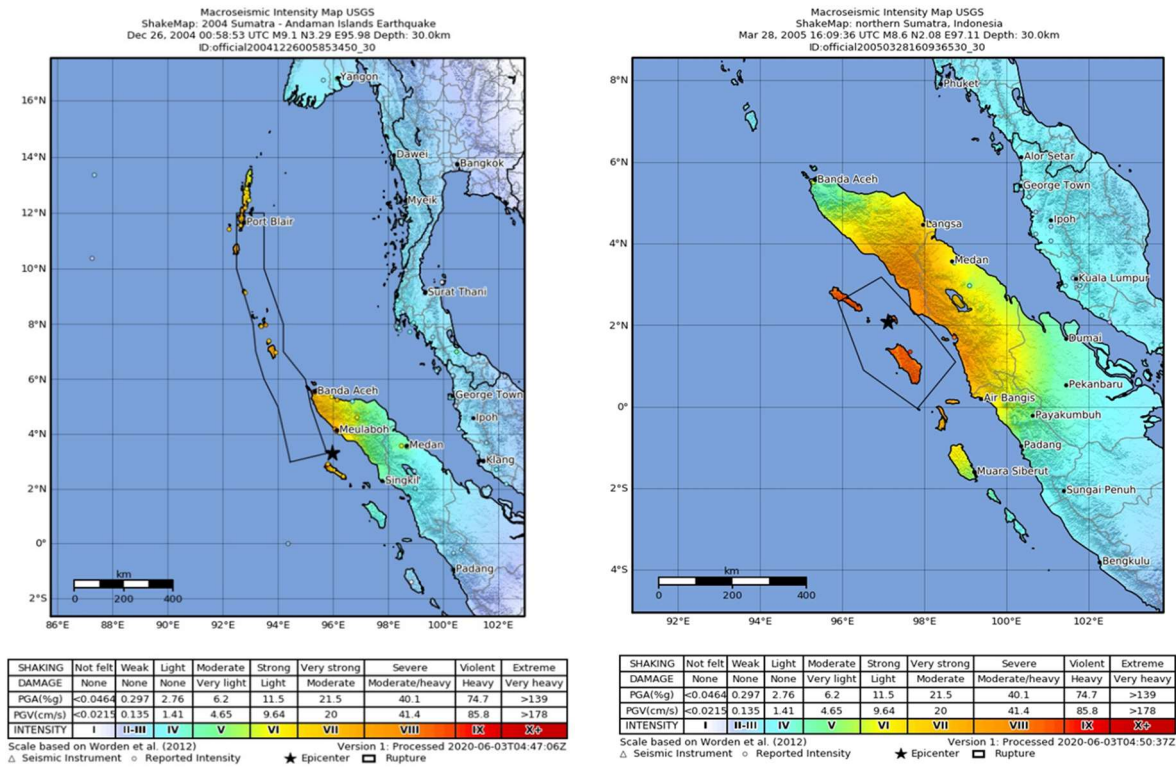 Macroseismic Intensity Map USGS
ShakeMap: 2004 Sumatra - Andaman Islands Earthquake
Dec 26, 2004 00:58:53 UTC M9.1 N3.29 E95.98 Depth: 30.0km
ID:official20041226005853450_30
Yangon
16°N
14°N
Dawei
Bangkok
Myeik
12°N
Port Blair
10°N
Surat Thani
8°N
6°N
Banda Aceh
George Town
Ipoh
4°N
Meulaboh
Medan
Klang
2°N
Singkil
0°
Padang
km
0 200 400
2°S
86°E 88°E 90°E 92°E 94°E 96°E 98°E 100°E 102°E
SHAKING Not felt Weak Light Moderate Strong Very strong Severe Violent Extreme
DAMAGE None None None Very light Light Moderate Moderate/heavy Heavy Very heavy
PGA(%g) <0.0464 0.297 2.76 6.2 11.5 21.5 40.1 74.7 >139
PGV(cm/s) <0.0215 0.135 1.41 4.65 9.64 20 41.4 85.8 >178
INTENSITY I II-III IV V VI VII VIII IX X+
Scale based on Worden et al. (2012) Version 1: Processed 2020-06-03T04:47:06Z
△ Seismic Instrument ○ Reported Intensity ★ Epicenter □ Rupture
Macroseismic Intensity Map USGS
ShakeMap: northern Sumatra, Indonesia
Mar 28, 2005 16:09:36 UTC M8.6 N2.08 E97.11 Depth: 30.0km
ID:official20050328160936530_30
8°N
Phuket
6°N
Alor Setar
Banda Aceh
George Town
Langsa
Ipoh
4°N
Medan
Kuala Lumpur
2°N
Dumai
Pekanbaru
0°
Air Bangis
Payakumbuh
Padang
Muara Siberut
2°S
Sungai Penuh
Bengkulu
4°S
km
0 200 400
92°E 94°E 96°E 98°E 100°E 102°E
SHAKING Not felt Weak Light Moderate Strong Very strong Severe Violent Extreme
DAMAGE None None None Very light Light Moderate Moderate/heavy Heavy Very heavy
PGA(%g) <0.0464 0.297 2.76 6.2 11.5 21.5 40.1 74.7 >139
PGV(cm/s) <0.0215 0.135 1.41 4.65 9.64 20 41.4 85.8 >178
INTENSITY I II-III IV V VI VII VIII IX X+
Scale based on Worden et al. (2012) Version 1: Processed 2020-06-03T04:50:37Z
△ Seismic Instrument ○ Reported Intensity ★ Epicenter □ Rupture